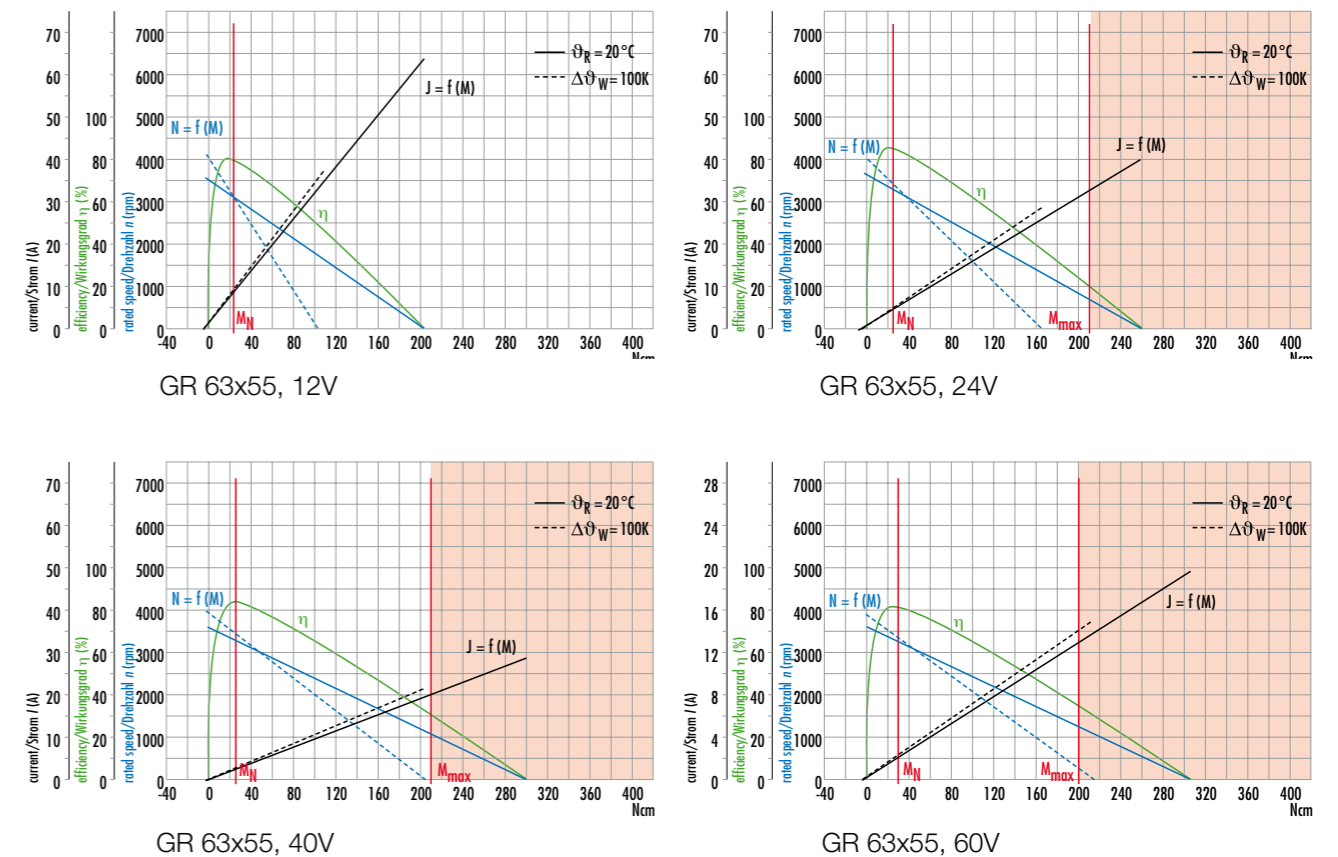 70
60
50
40
30
20
10
0
current/Strom I (A)
100
80
60
40
20
0
efficiency/Wirkungsgrad η (%)
7000
6000
5000
4000
3000
2000
1000
0
rated speed/Drehzahl n (rpm)
ϑR = 20°C
ΔϑW = 100K
J = f (M)
N = f (M)
η
MN
-40 0 40 80 120 160 200 240 280 320 360 400
Ncm
GR 63x55, 12V
70
60
50
40
30
20
10
0
current/Strom I (A)
100
80
60
40
20
0
efficiency/Wirkungsgrad η (%)
7000
6000
5000
4000
3000
2000
1000
0
rated speed/Drehzahl n (rpm)
ϑR = 20°C
ΔϑW = 100K
J = f (M)
N = f (M)
η
MN
Mmax
-40 0 40 80 120 160 200 240 280 320 360 400
Ncm
GR 63x55, 24V
70
60
50
40
30
20
10
0
current/Strom I (A)
100
80
60
40
20
0
efficiency/Wirkungsgrad η (%)
7000
6000
5000
4000
3000
2000
1000
0
rated speed/Drehzahl n (rpm)
ϑR = 20°C
ΔϑW = 100K
N = f (M)
η
J = f (M)
MN
Mmax
-40 0 40 80 120 160 200 240 280 320 360 400
Ncm
GR 63x55, 40V
28
24
20
16
12
8
4
0
current/Strom I (A)
100
80
60
40
20
0
efficiency/Wirkungsgrad η (%)
7000
6000
5000
4000
3000
2000
1000
0
rated speed/Drehzahl n (rpm)
ϑR = 20°C
ΔϑW = 100K
N = f (M)
J = f (M)
η
MN
Mmax
-40 0 40 80 120 160 200 240 280 320 360 400
Ncm
GR 63x55, 60V